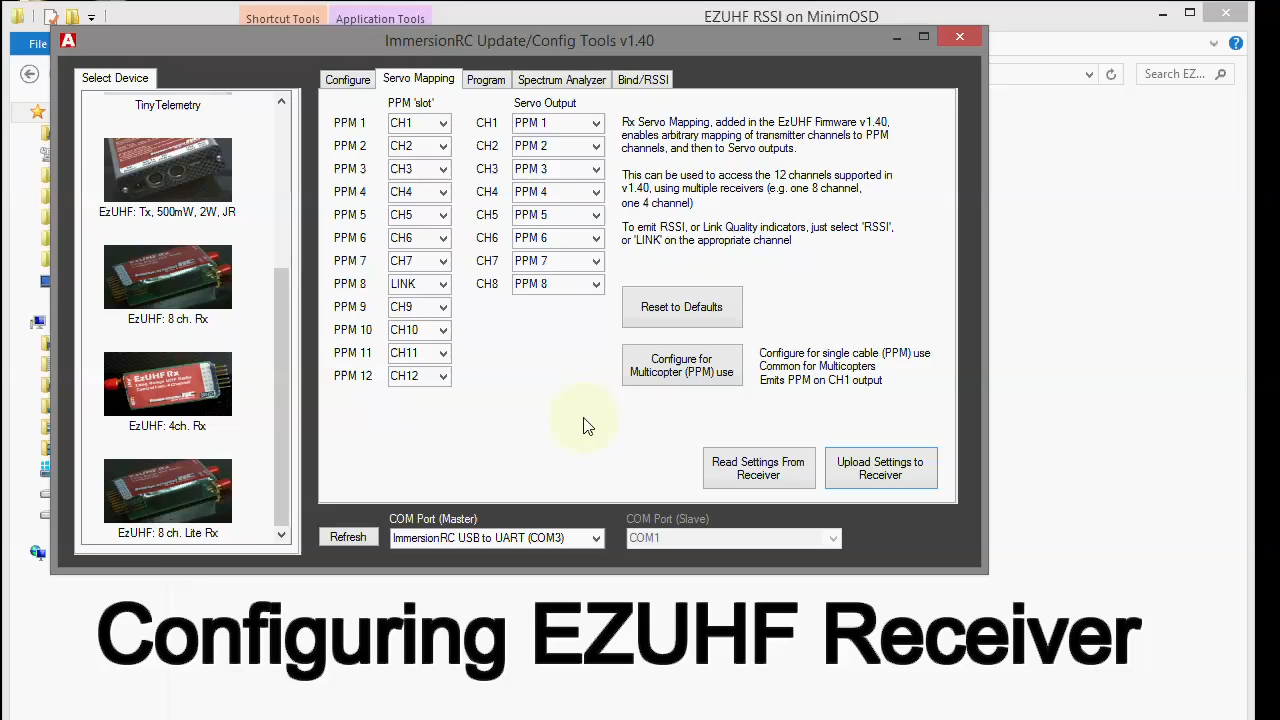 Shortcut Tools
Application Tools
EZUHF RSSI on MinimOSD
File
ImmersionRC Update/Config Tools v1.40
Search EZ...
Select Device
Configure
Servo Mapping
Program
Spectrum Analyzer
Bind/RSSI
TinyTelemetry
EzUHF: Tx, 500mW, 2W, JR
EzUHF: 8 ch. Rx
EzUHF Rx
EzUHF: 4ch. Rx
EzUHF: 8 ch. Lite Rx
PPM 'slot'
Servo Output
PPM 1 CH1 CH1 PPM 1
PPM 2 CH2 CH2 PPM 2
PPM 3 CH3 CH3 PPM 3
PPM 4 CH4 CH4 PPM 4
PPM 5 CH5 CH5 PPM 5
PPM 6 CH6 CH6 PPM 6
PPM 7 CH7 CH7 PPM 7
PPM 8 LINK CH8 PPM 8
PPM 9 CH9
PPM 10 CH10
PPM 11 CH11
PPM 12 CH12
Rx Servo Mapping, added in the EzUHF Firmware v1.40,
enables arbitrary mapping of transmitter channels to PPM
channels, and then to Servo outputs.
This can be used to access the 12 channels supported in
v1.40, using multiple receivers (e.g. one 8 channel,
one 4 channel)
To emit RSSI, or Link Quality indicators, just select 'RSSI',
or 'LINK' on the appropriate channel
Reset to Defaults
Configure for
Multicopter (PPM) use
Configure for single cable (PPM) use
Common for Multicopters
Emits PPM on CH1 output
Read Settings From
Receiver
Upload Settings to
Receiver
COM Port (Master)
COM Port (Slave)
Refresh
ImmersionRC USB to UART (COM3)
COM1
Configuring EZUHF Receiver